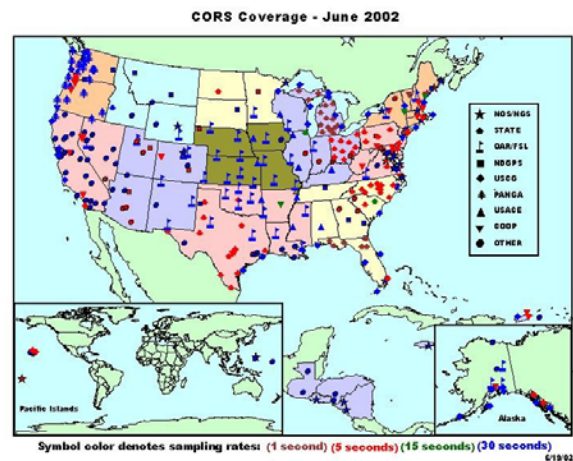 CORS Coverage - June 2002
NOS/NGS
STATE
OAR/FSL
NDGPS
USCG
PANGA
USACE
COOP
OTHER
Pacific Islands
Alaska
Symbol color denotes sampling rates: (1 second) (5 seconds) (15 seconds) (30 seconds)
6/19/02